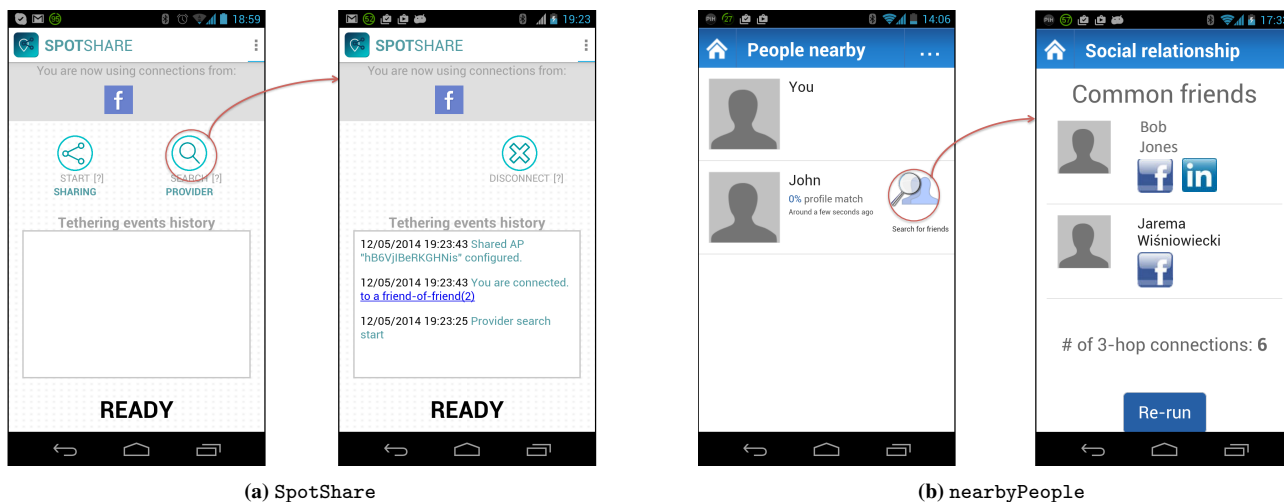 95
18:59
SPOTSHARE
You are now using connections from:
f
START [?]
SHARING
SEARCH [?]
PROVIDER
Tethering events history
READY
52
19:23
SPOTSHARE
You are now using connections from:
f
DISCONNECT [?]
Tethering events history
12/05/2014 19:23:43 Shared AP
"hB6VjIBeRKGHNis" configured.
12/05/2014 19:23:43 You are connected.
to a friend-of-friend(2)
12/05/2014 19:23:25 Provider search
start
READY
(a) SpotShare
27
14:06
People nearby
...
You
John
0% profile match
Around a few seconds ago
Search for friends
57
Social relationship
Common friends
Bob
Jones
f in
Jarema
Wiśniowiecki
f
# of 3-hop connections: 6
Re-run
(b) nearbyPeople